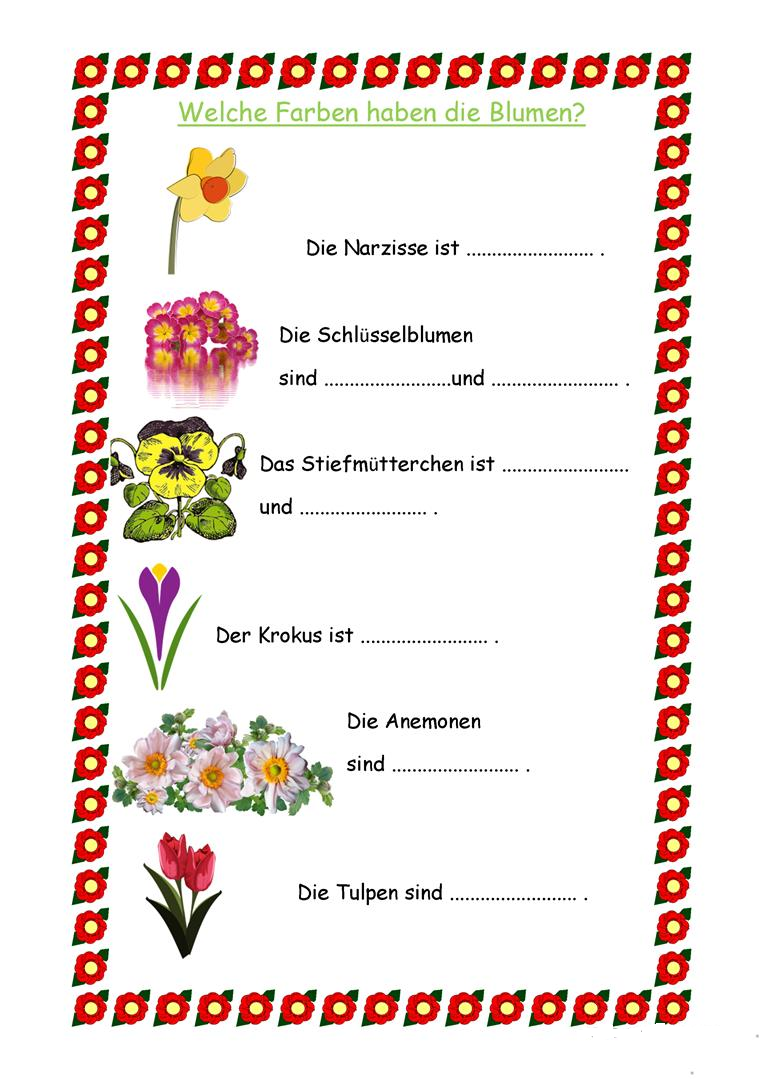 Welche Farben haben die Blumen?
Die Narzisse ist ......................... .
Die Schlüsselblumen
sind .........................und ......................... .
Das Stiefmütterchen ist .........................
und ......................... .
Der Krokus ist ......................... .
Die Anemonen
sind ......................... .
Die Tulpen sind ......................... .